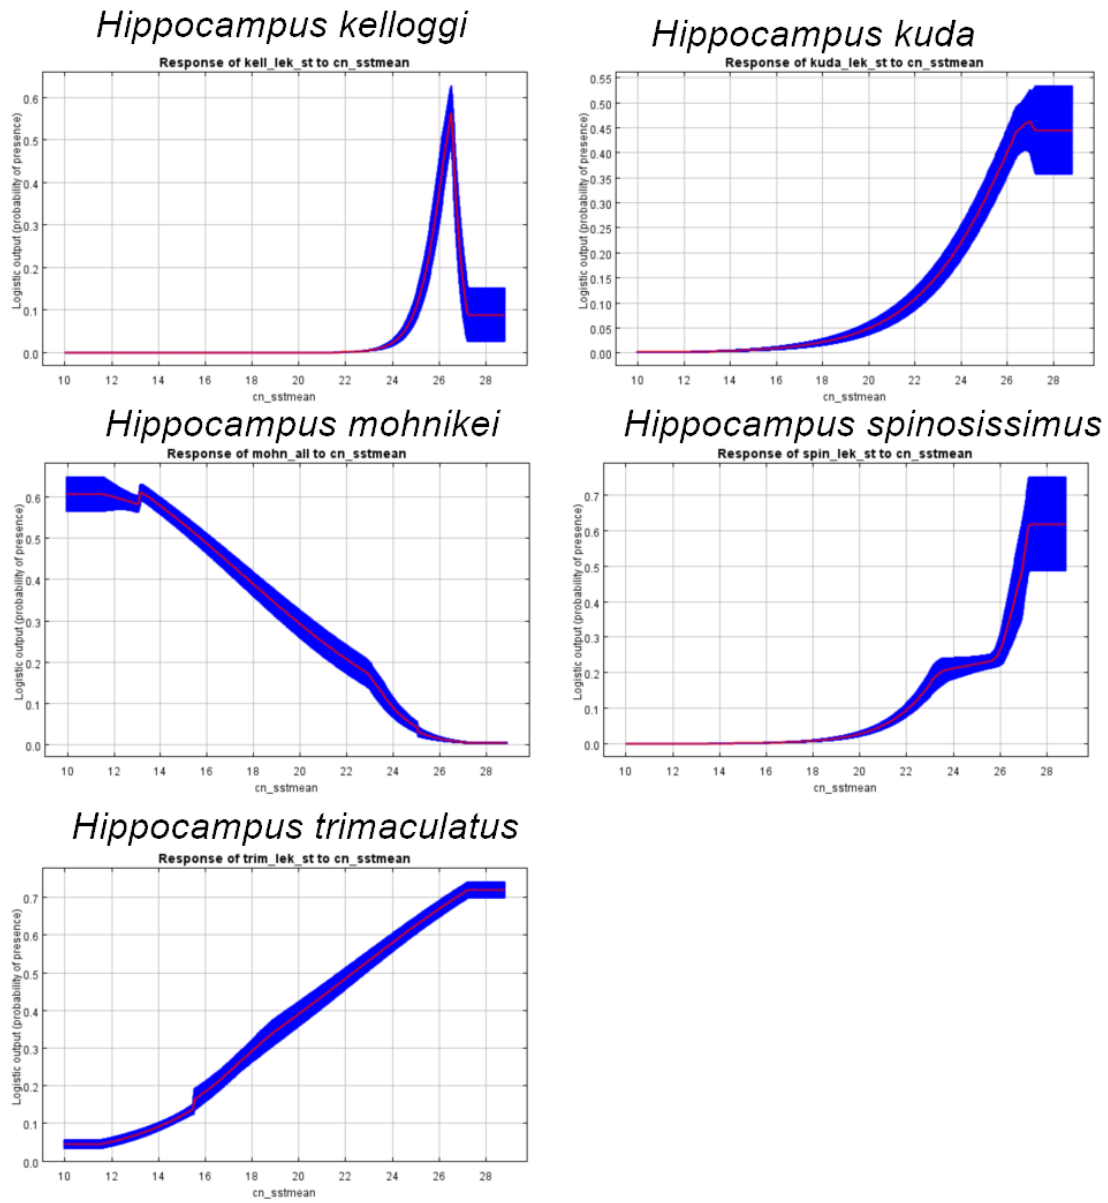 Hippocampus kelloggi
Response of kell_lek_st to cn_sstmean
Logistic output (probability of presence)
0.6
0.5
0.4
0.3
0.2
0.1
0.0
10 12 14 16 18 20 22 24 26 28
cn_sstmean
Hippocampus kuda
Response of kuda_lek_st to cn_sstmean
Logistic output (probability of presence)
0.55
0.50
0.45
0.40
0.35
0.30
0.25
0.20
0.15
0.10
0.05
0.00
10 12 14 16 18 20 22 24 26 28
cn_sstmean
Hippocampus mohnikei
Response of mohn_all to cn_sstmean
Logistic output (probability of presence)
0.6
0.5
0.4
0.3
0.2
0.1
0.0
10 12 14 16 18 20 22 24 26 28
cn_sstmean
Hippocampus spinosissimus
Response of spin_lek_st to cn_sstmean
Logistic output (probability of presence)
0.7
0.6
0.5
0.4
0.3
0.2
0.1
0.0
10 12 14 16 18 20 22 24 26 28
cn_sstmean
Hippocampus trimaculatus
Response of trim_lek_st to cn_sstmean
Logistic output (probability of presence)
0.7
0.6
0.5
0.4
0.3
0.2
0.1
0.0
10 12 14 16 18 20 22 24 26 28
cn_sstmean